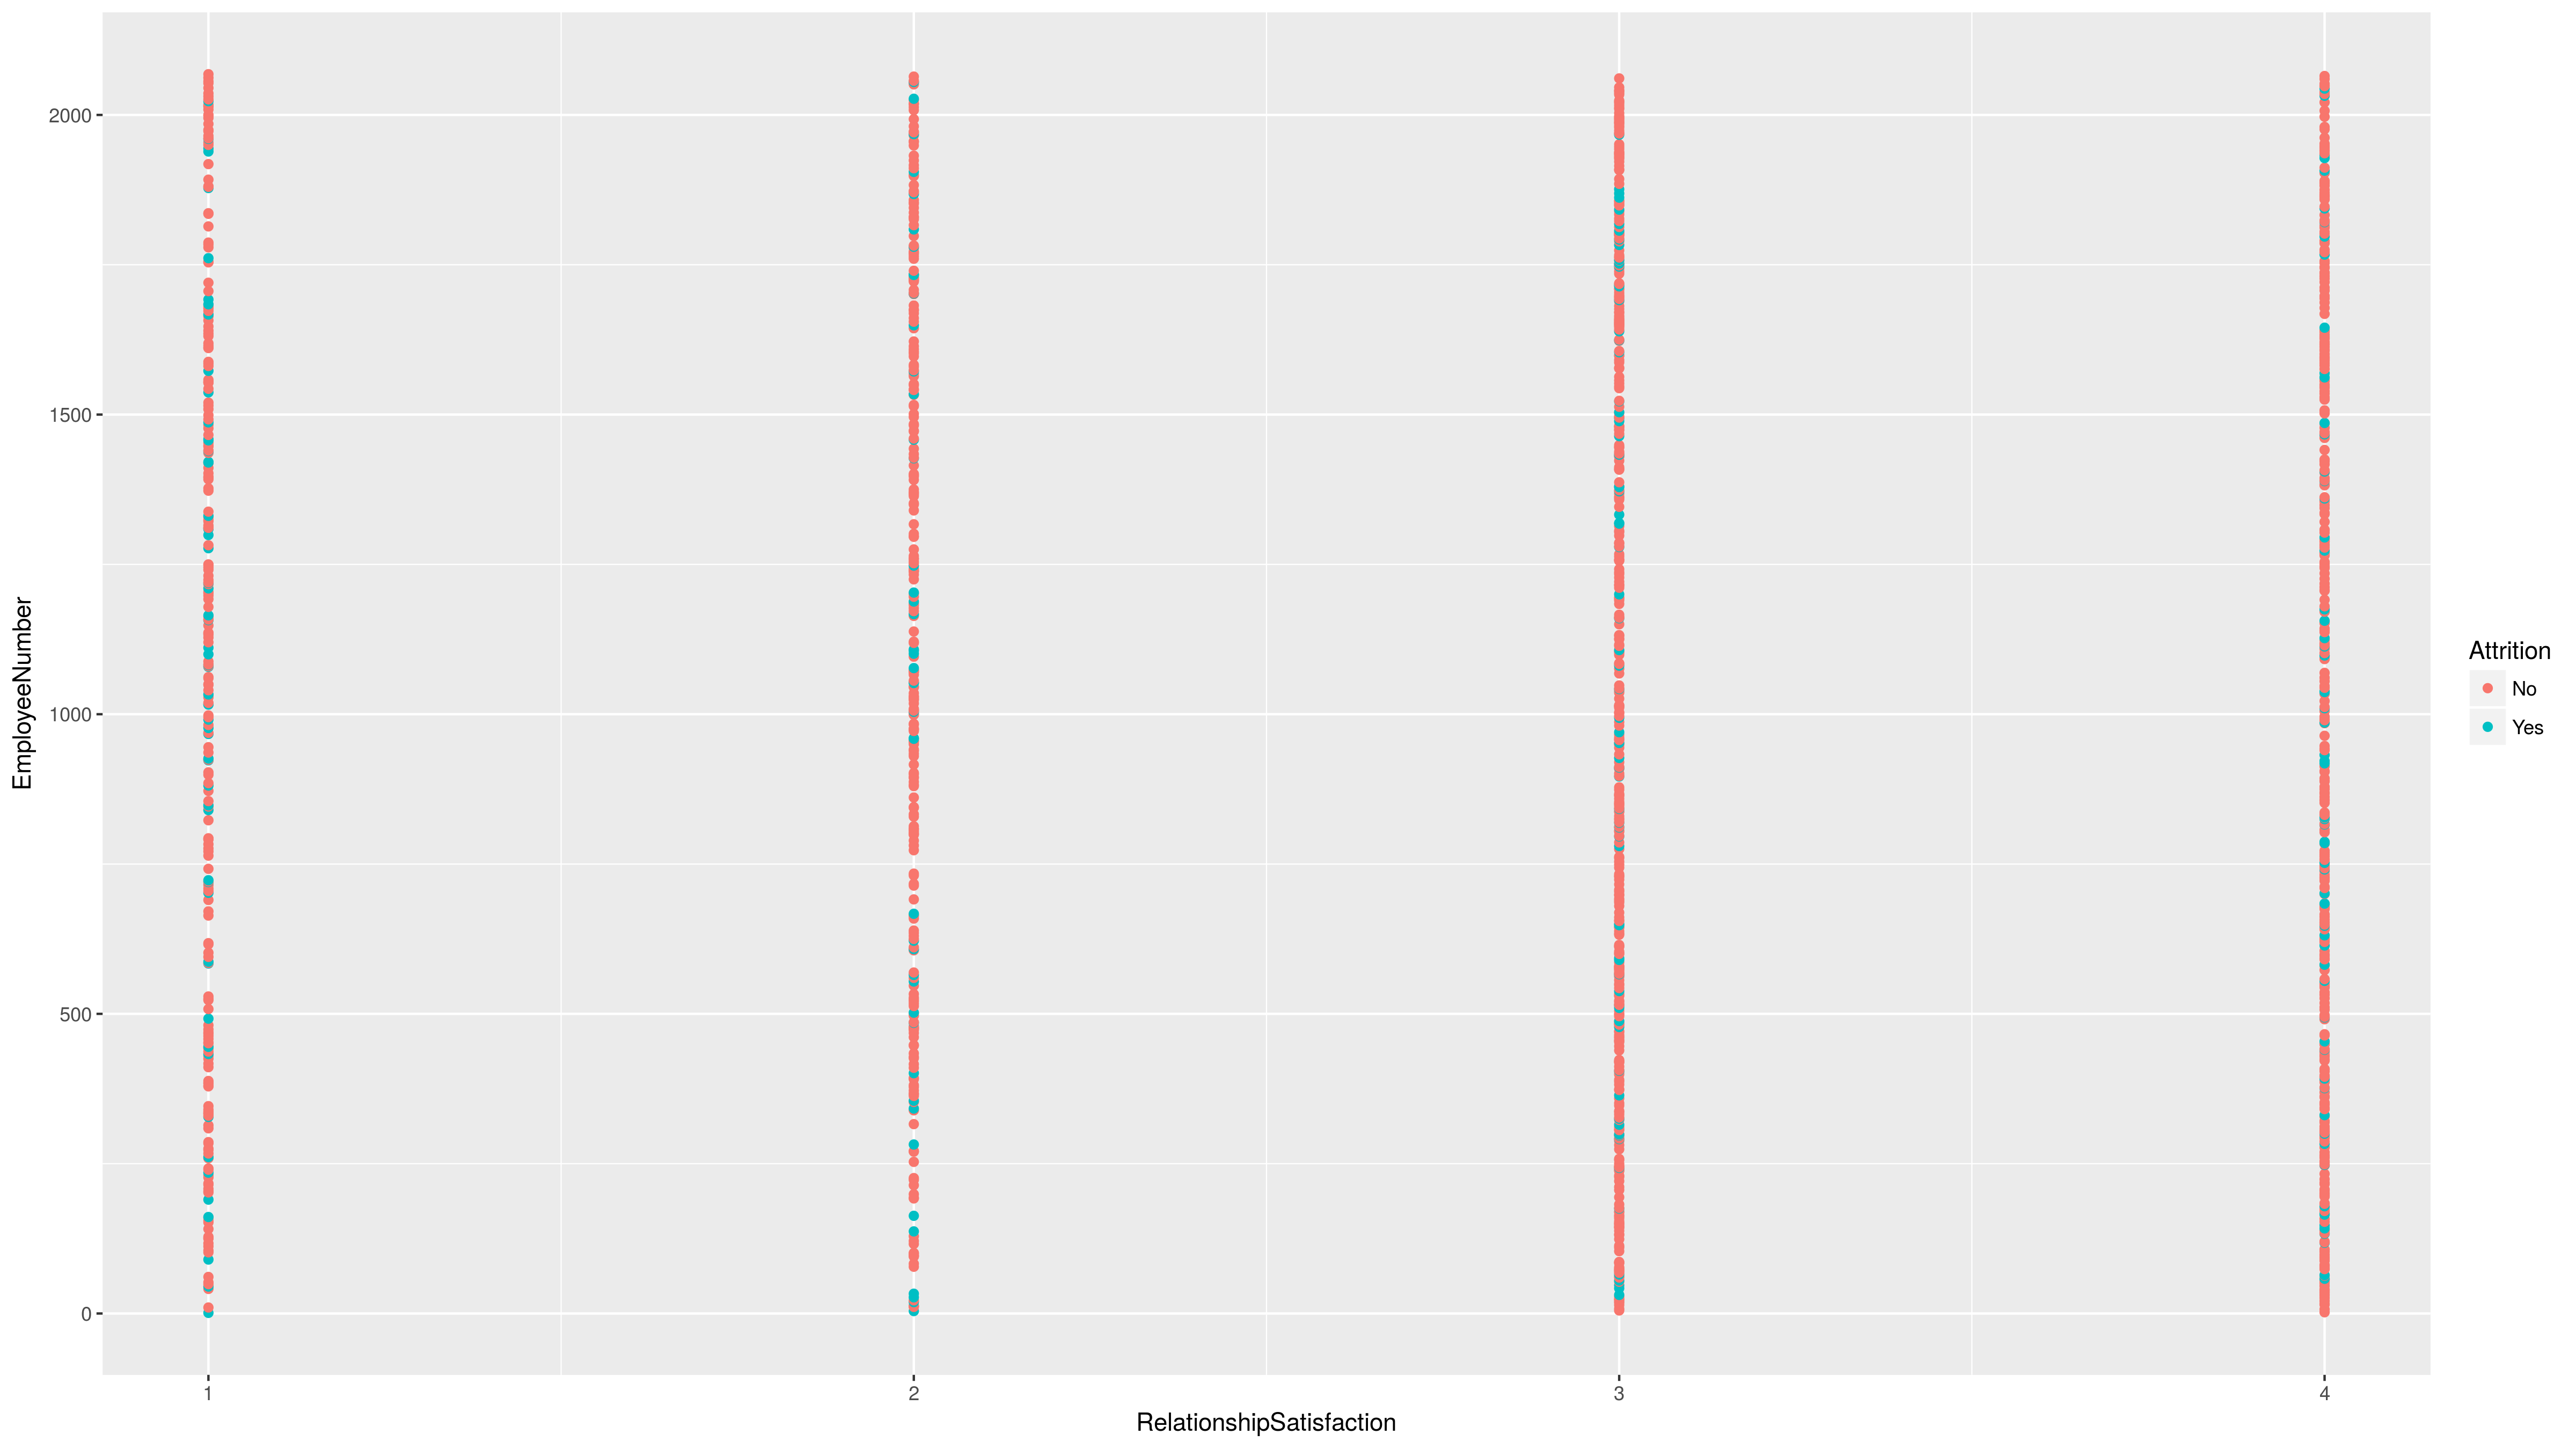 2000
1500
1000
500
0
EmployeeNumber
1
2
3
4
RelationshipSatisfaction
Attrition
No
Yes